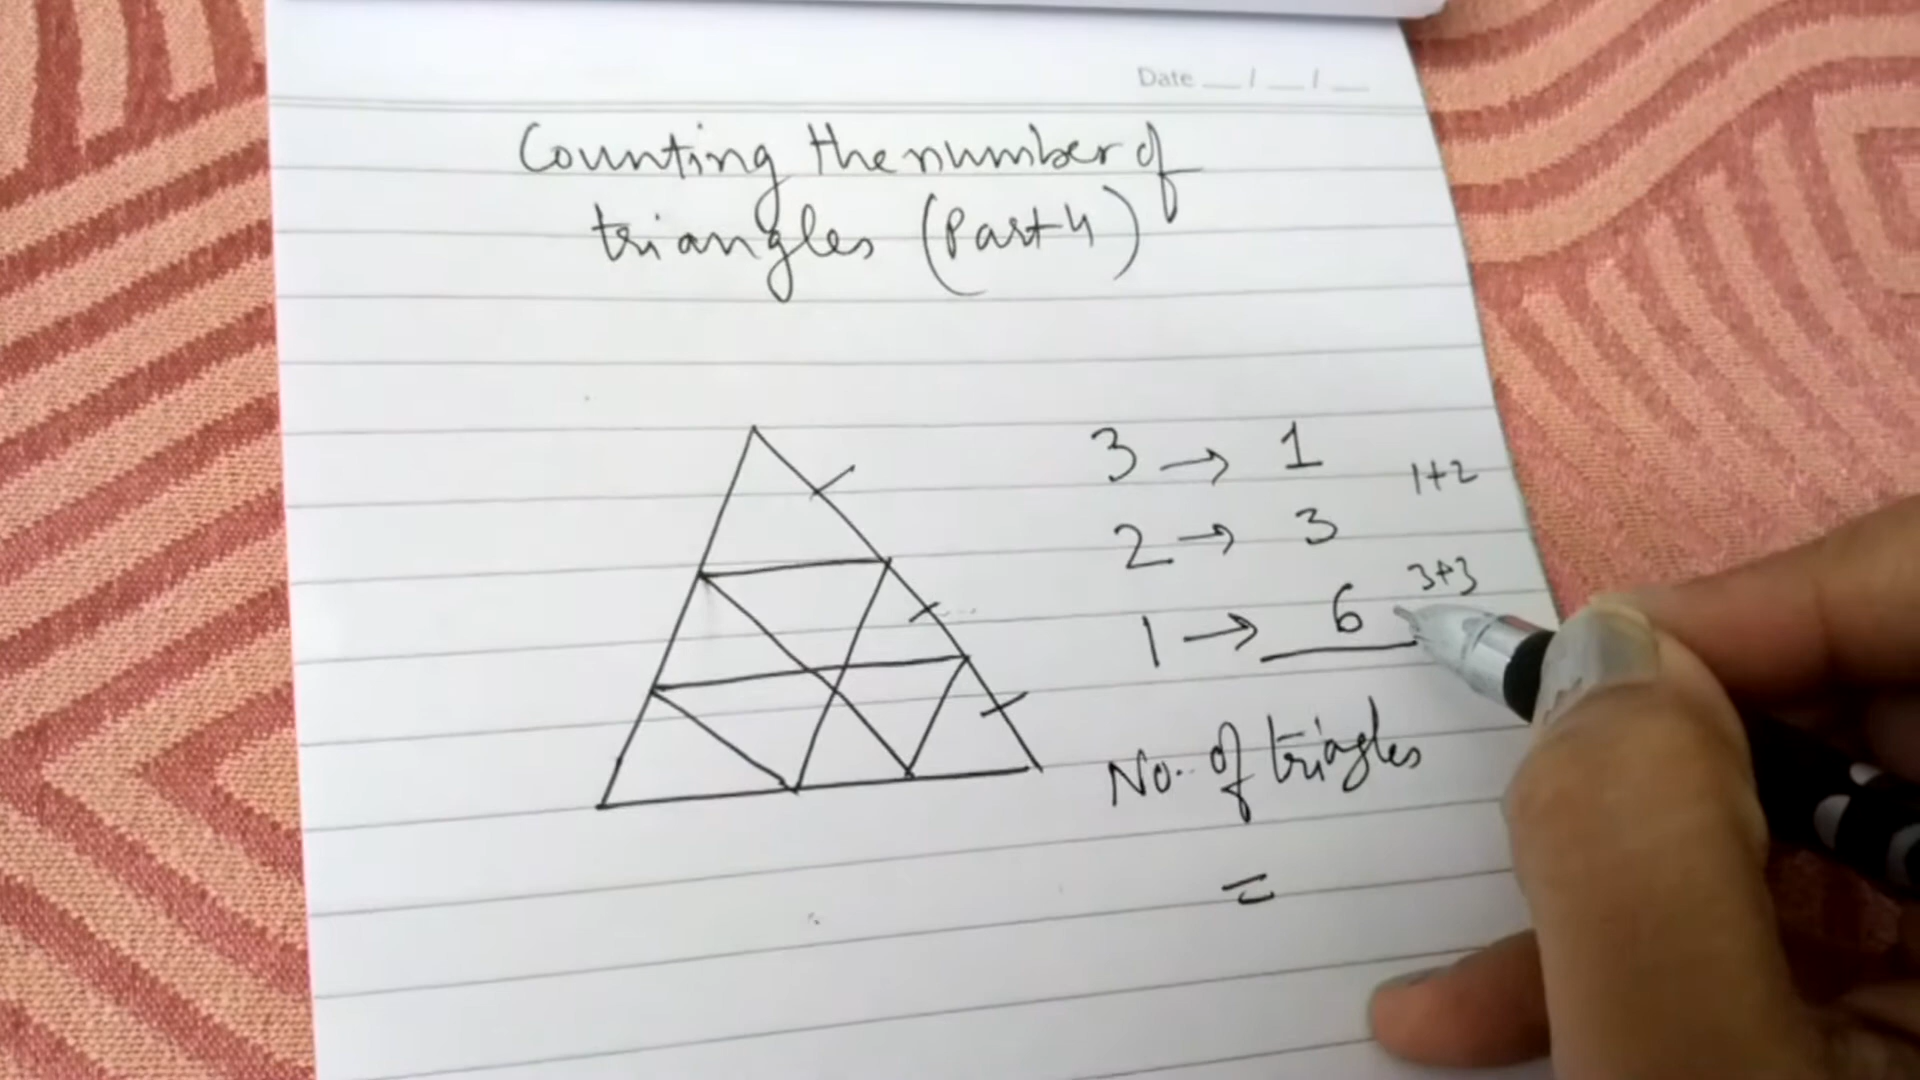 Date __/__/__
Counting the number of
triangles (Part 4)
3 → 1
1+2
2 → 3
3+3
1 → 6
No. of triagles
=